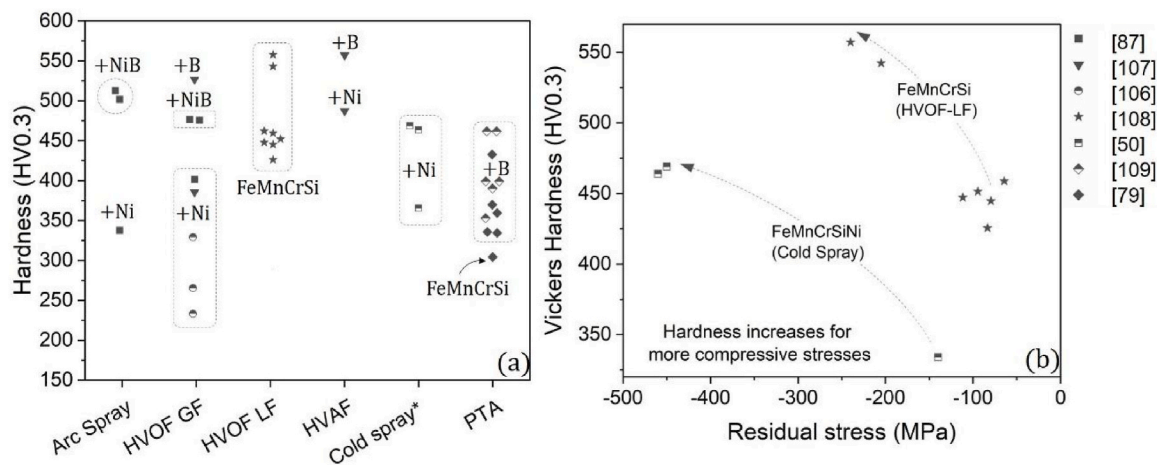 600
550
500
450
400
350
300
250
200
150
Hardness (HV0.3)
+NiB
+Ni
+B
+NiB
+Ni
FeMnCrSi
+B
+Ni
+Ni
+B
FeMnCrSi
(a)
Arc Spray
HVOF GF
HVOF LF
HVAF
Cold spray*
PTA
550
500
450
400
350
Vickers Hardness (HV0.3)
FeMnCrSi
(HVOF-LF)
FeMnCrSiNi
(Cold Spray)
Hardness increases for
more compressive stresses
(b)
-500
-400
-300
-200
-100
0
Residual stress (MPa)
[87]
[107]
[106]
[108]
[50]
[109]
[79]